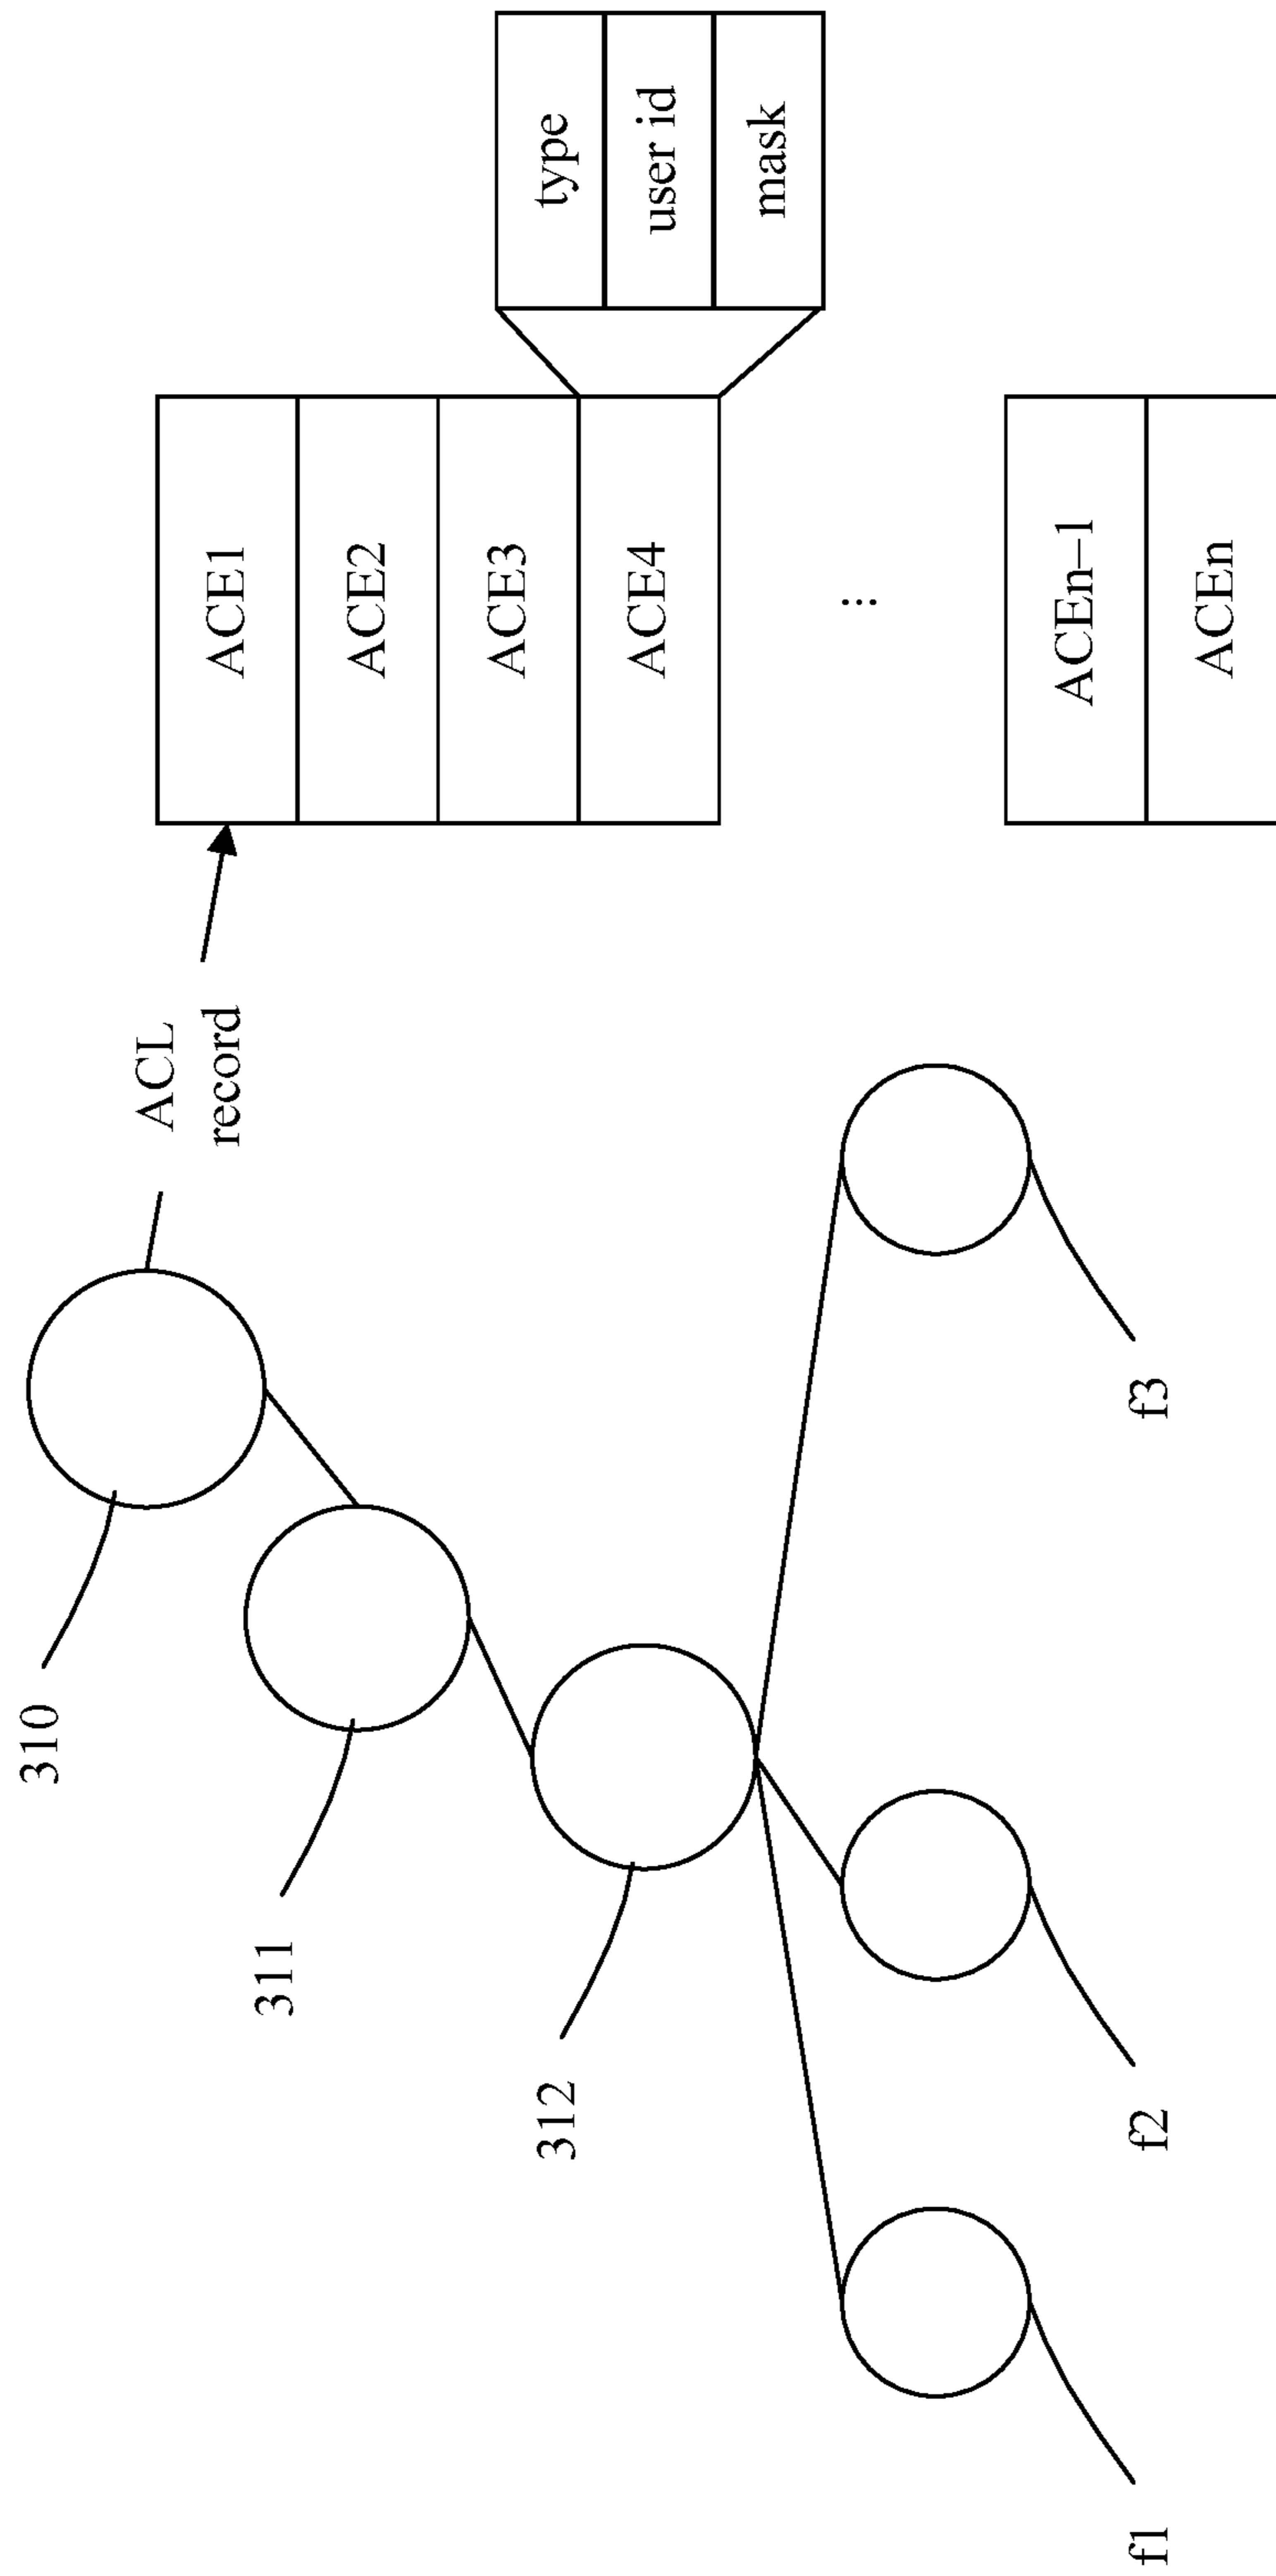 310
311
312
f1
f2
f3
ACL
record
ACE1
ACE2
ACE3
ACE4
...
ACEn–1
ACEn
type
user id
mask